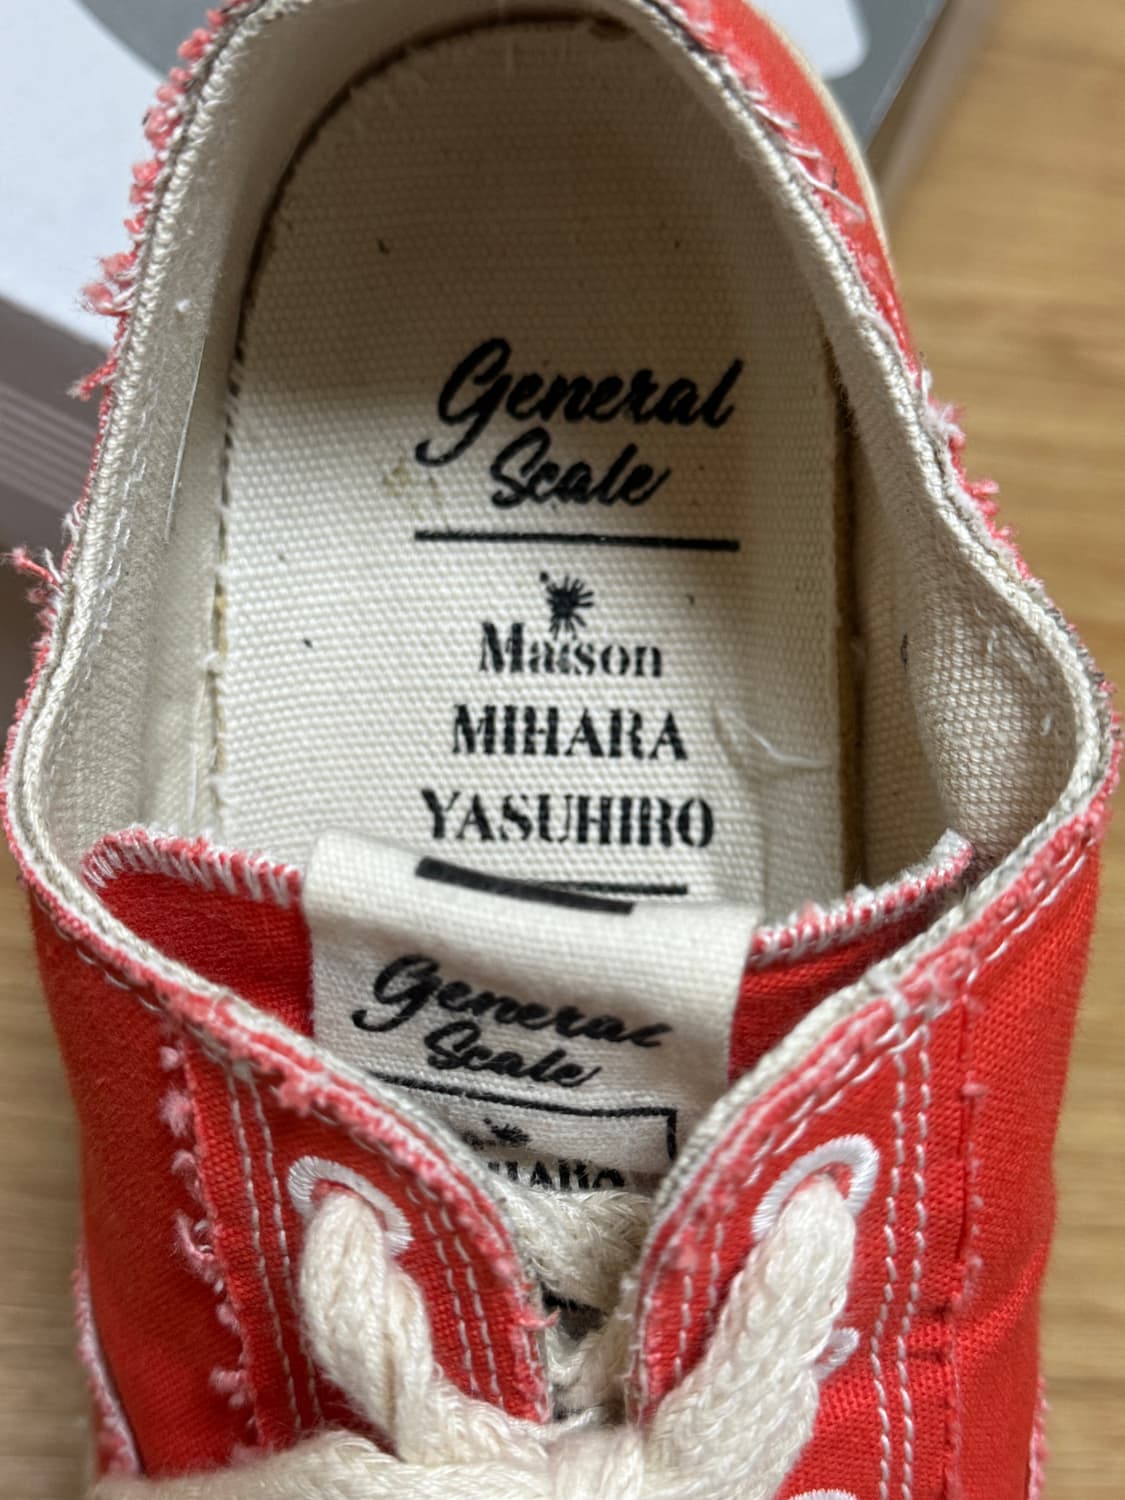 General
Scale
Maison
MIHARA
YASUHIRO
General
Scale